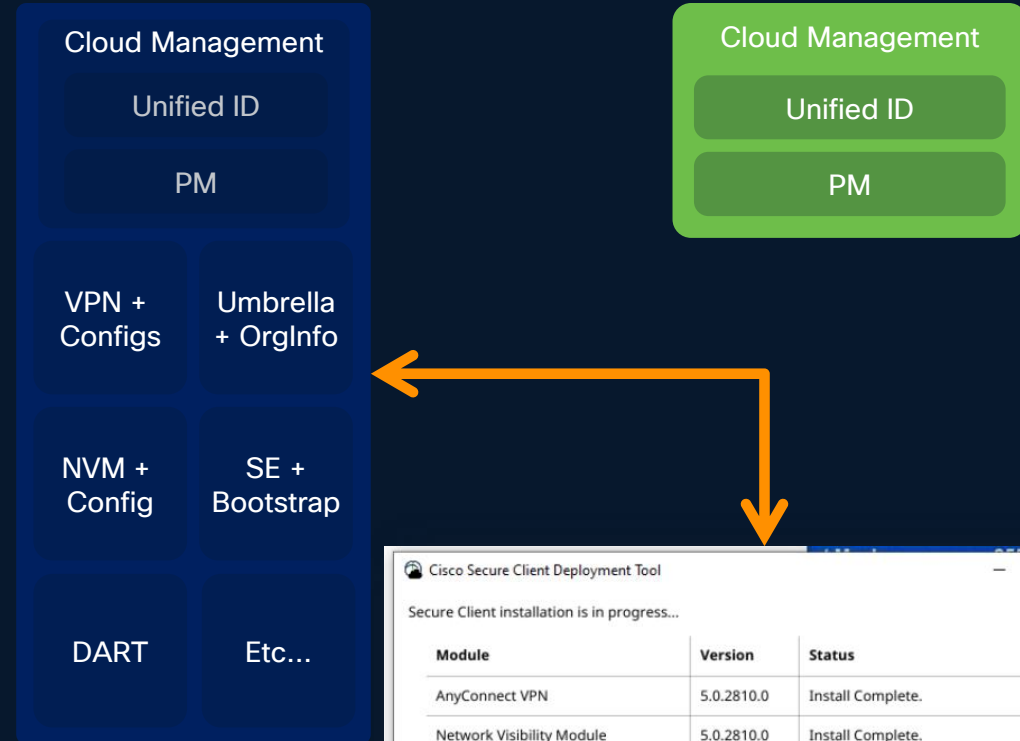 Cloud Management
Unified ID
PM
VPN +
Configs
Umbrella
+ OrgInfo
NVM +
Config
SE +
Bootstrap
DART
Etc...
Cloud Management
Unified ID
PM
Cisco Secure Client Deployment Tool
Secure Client installation is in progress...
Module Version Status
AnyConnect VPN 5.0.2810.0 Install Complete.
Network Visibility Module 5.0.2810.0 Install Complete.